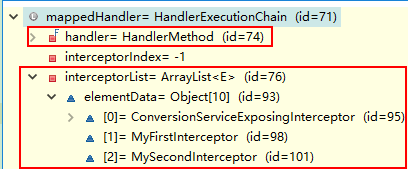 mappedHandler= HandlerExecutionChain (id=71)
handler= HandlerMethod (id=74)
interceptorIndex= -1
interceptorList= ArrayList<E> (id=76)
elementData= Object[10] (id=93)
[0]= ConversionServiceExposingInterceptor (id=95)
[1]= MyFirstInterceptor (id=98)
[2]= MySecondInterceptor (id=101)